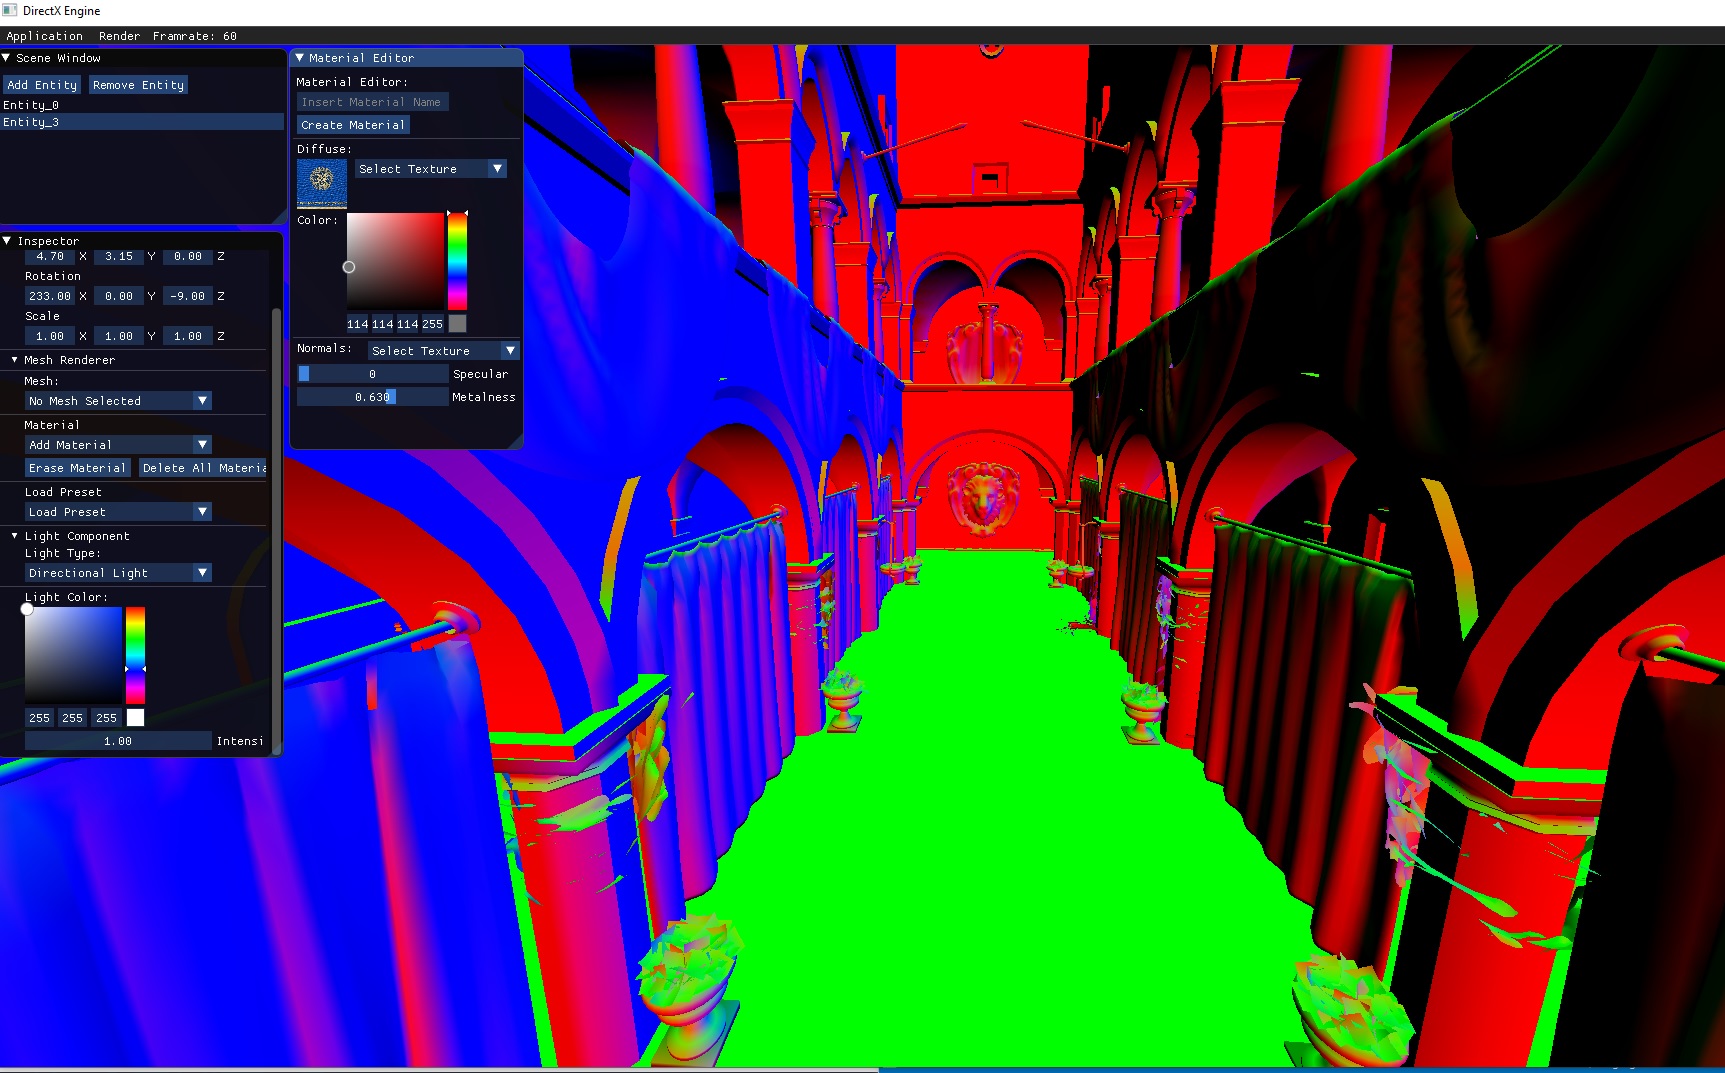 DirectX Engine
Application Render Framrate: 60
Scene Window
Add Entity Remove Entity
Entity_0
Entity_3
Inspector
4.70 X 3.15 Y 0.00 Z
Rotation
233.00 X 0.00 Y -9.00 Z
Scale
1.00 X 1.00 Y 1.00 Z
Mesh Renderer
Mesh:
No Mesh Selected
Material
Add Material
Erase Material Delete All Materia
Load Preset
Load Preset
Light Component
Light Type:
Directional Light
Light Color:
255 255 255
1.00 Intensi
Material Editor
Material Editor:
Insert Material Name
Create Material
Diffuse:
Select Texture
Color:
114 114 114 255
Normals: Select Texture
0 Specular
0.630 Metalness